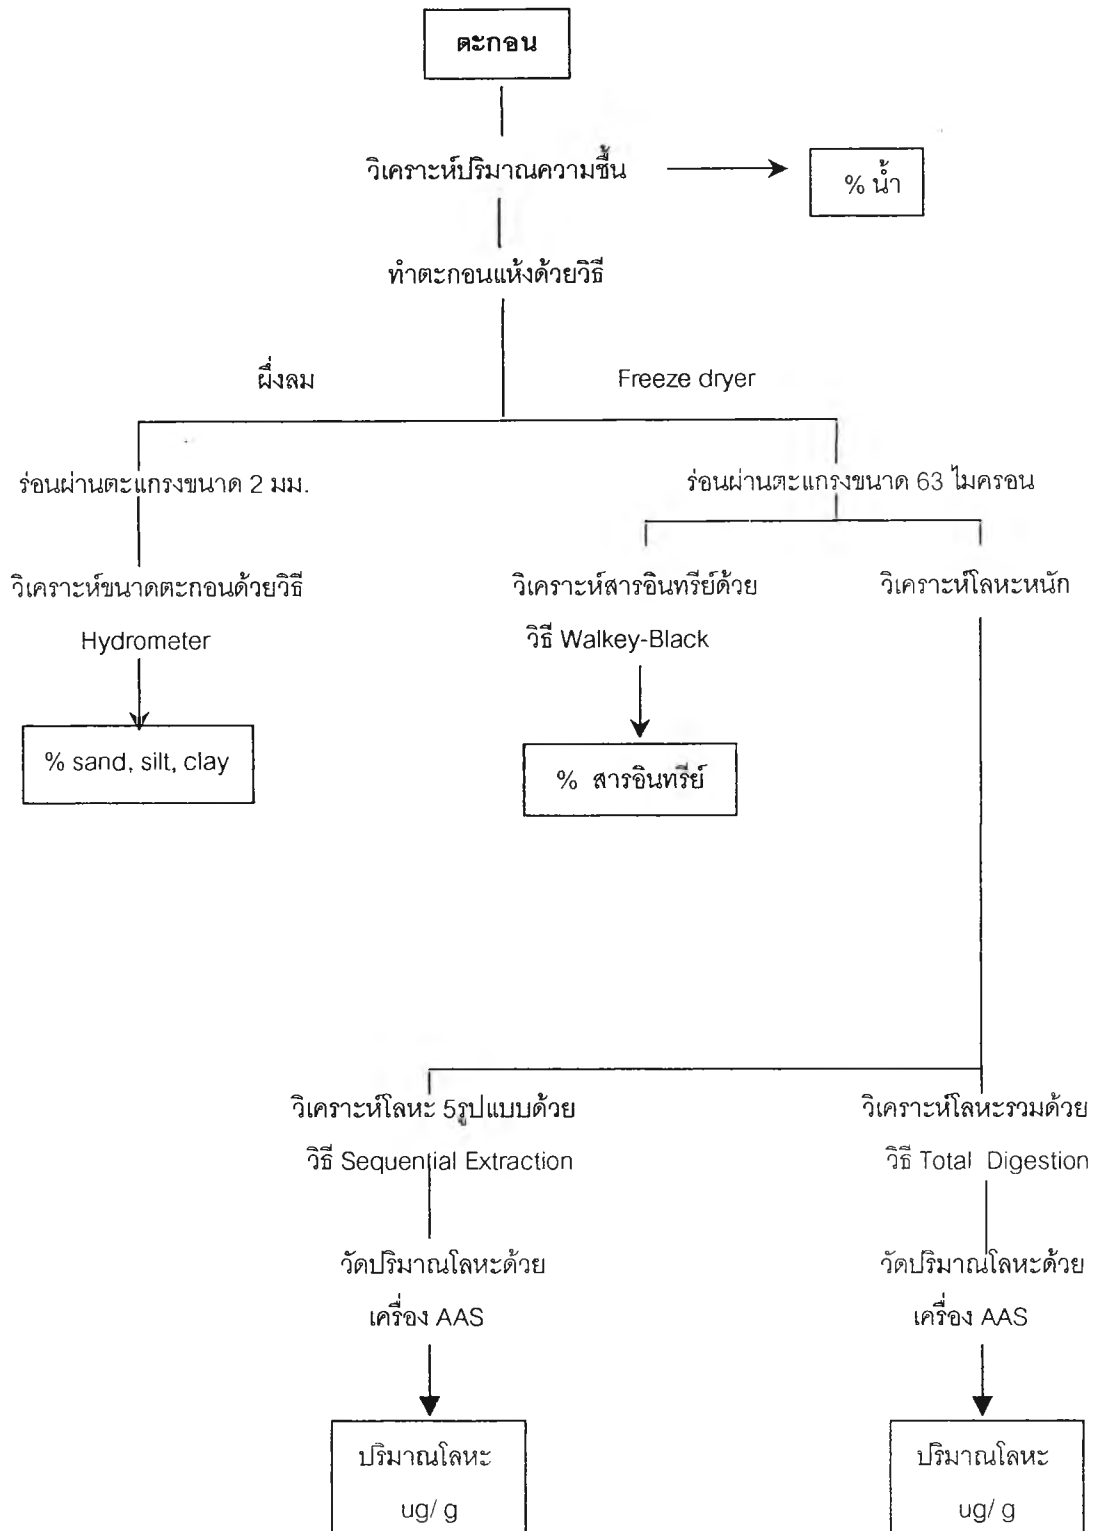 ตะกอน
วิเคราะห์ปริมาณความชื้น
% น้ำ
ทำตะกอนแห้งด้วยวิธี
ผึ่งลม
Freeze dryer
ร่อนผ่านตะแกรงขนาด 2 มม.
ร่อนผ่านตะแกรงขนาด 63 ไมครอน
วิเคราะห์ขนาดตะกอนด้วยวิธี
Hydrometer
วิเคราะห์สารอินทรีย์ด้วย
วิธี Walkey-Black
วิเคราะห์โลหะหนัก
% sand, silt, clay
% สารอินทรีย์
วิเคราะห์โลหะ 5รูปแบบด้วย
วิธี Sequential Extraction
วิเคราะห์โลหะรวมด้วย
วิธี Total Digestion
วัดปริมาณโลหะด้วย
เครื่อง AAS
วัดปริมาณโลหะด้วย
เครื่อง AAS
ปริมาณโลหะ
ug/ g
ปริมาณโลหะ
ug/ g